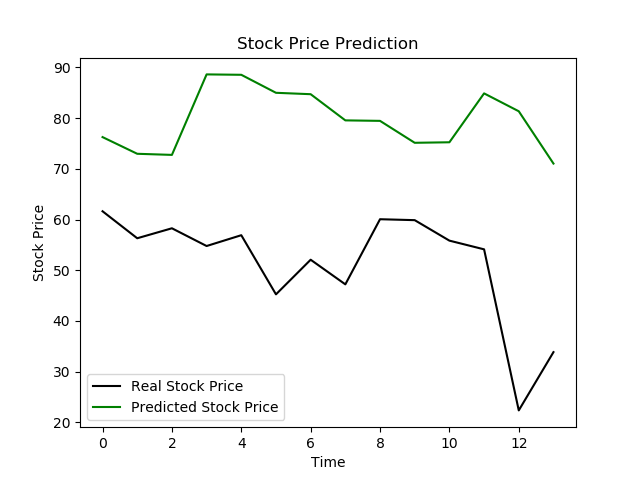 Stock Price Prediction
90
80
70
60
50
40
30
20
Stock Price
Real Stock Price
Predicted Stock Price
0 2 4 6 8 10 12
Time